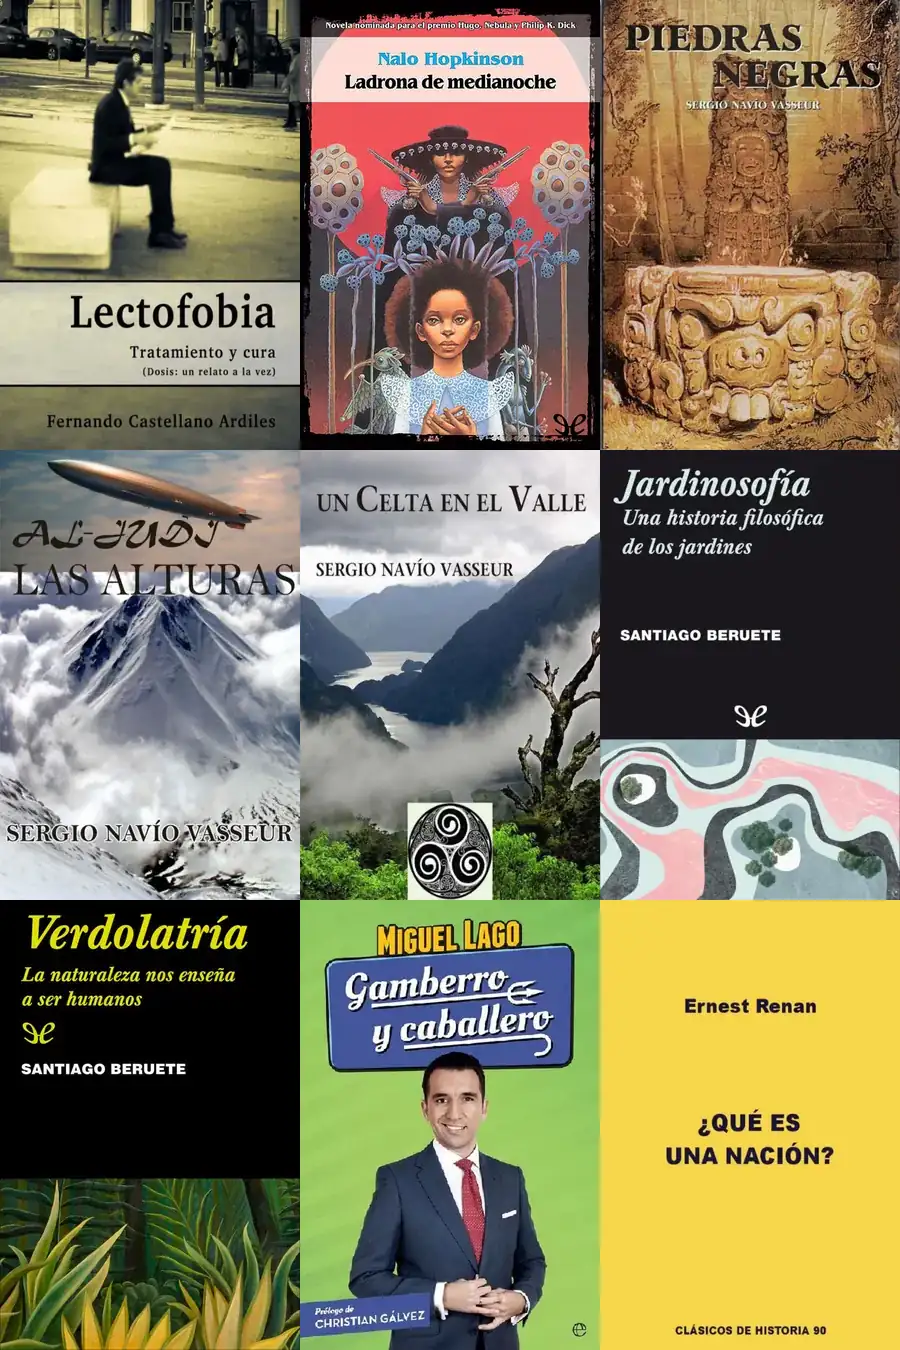 Lectofobia
Tratamiento y cura
(Dosis: un relato a la vez)
Fernando Castellano Ardiles
Novela nominada para el premio Hugo, Nebula y Philip K. Dick
Nalo Hopkinson
Ladrona de medianoche
PIEDRAS
NEGRAS
SERGIO NAVIO VASSEUR
AL-JUDI
LAS ALTURAS
SERGIO NAVÍO VASSEUR
UN CELTA EN EL VALLE
SERGIO NAVÍO VASSEUR
Jardinosofía
Una historia filosófica
de los jardines
SANTIAGO BERUETE
Verdolatría
La naturaleza nos enseña
a ser humanos
SANTIAGO BERUETE
MIGUEL LAGO
Gamberro
y caballero
Prólogo de
CHRISTIAN GÁLVEZ
Ernest Renan
¿QUÉ ES
UNA NACIÓN?
CLÁSICOS DE HISTORIA 90